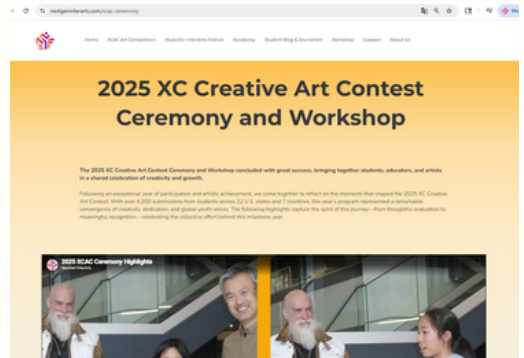 nextgeninterarts.com/xcac-ceremony
Home XCAC Art Competition MusicOn- InterArts Festival Residency Student Blog & Journalism Workshop Support About Us
2025 XC Creative Art Contest
Ceremony and Workshop
The 2025 XC Creative Art Contest Ceremony and Workshop concluded with great success, bringing together students, educators, and artists
in a shared celebration of creativity and growth.
Following an exceptional year of participation and artistic achievement, we come together to reflect on the moments that shaped the 2025 XC Creative
Art Contest. With over 4,200 submissions from students across 22 U.S. states and 7 countries, this year's program represented a remarkable
convergence of creativity, dedication, and global youth voices. The following highlights capture the spirit of this journey – from thoughtful evaluation to
meaningful recognition – celebrating the collective effort behind this milestone year.
2025 XCAC Ceremony Highlights
NextGen InterArts